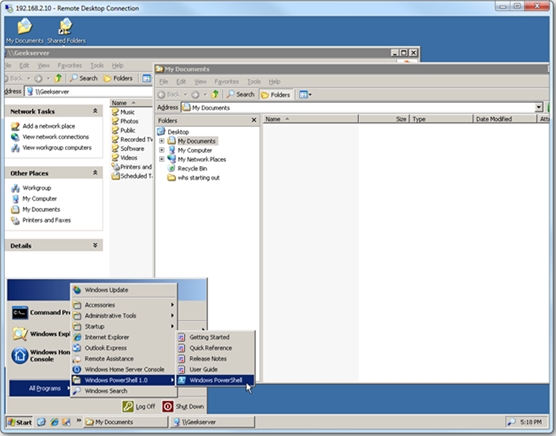 192.168.2.10 - Remote Desktop Connection
My Documents
Shared Folders
\\Geekserver
File Edit View Favorites Tools Help
Back Search Folders
Address \\Geekserver
Network Tasks
Add a network place
View network connections
View workgroup computers
Other Places
Workgroup
My Computer
My Documents
Printers and Faxes
Details
Name
Music
Photos
Public
Recorded TV
Software
Videos
Printers and
Scheduled Ta
My Documents
File Edit View Favorites Tools Help
Back Search Folders
Address My Documents
Folders
Desktop
My Documents
My Computer
My Network Places
Recycle Bin
whs starting out
Name Size Type Date Modified Att
Command Pr
Windows Expl
Windows Hom
Console
All Programs
Log Off Shut Down
Windows Update
Accessories
Administrative Tools
Startup
Internet Explorer
Outlook Express
Remote Assistance
Windows Home Server Console
Windows PowerShell 1.0
Windows Search
Getting Started
Quick Reference
Release Notes
User Guide
Windows PowerShell
Start
My Documents
\\Geekserver
5:18 PM